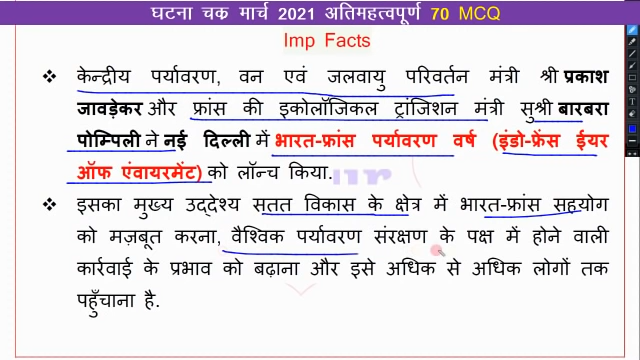 घटना चक मार्च 2021 अतिमहत्वपूर्ण 70 MCQ
Imp Facts
❖ केन्द्रीय पर्यावरण, वन एवं जलवायु परिवर्तन मंत्री श्री प्रकाश
जावड़ेकर और फ्रांस की इकोलॉजिकल ट्रांजिशन मंत्री सुश्री बारबरा
पोम्पिली ने नई दिल्ली में भारत-फ्रांस पर्यावरण वर्ष (इंडो-फ्रेंस ईयर
ऑफ एंवायरमेंट) को लॉन्च किया.
❖ इसका मुख्य उद्देश्य सतत विकास के क्षेत्र में भारत-फ्रांस सहयोग
को मज़बूत करना, वैश्विक पर्यावरण संरक्षण के पक्ष में होने वाली
कार्रवाई के प्रभाव को बढ़ाना और इसे अधिक से अधिक लोगों तक
पहुँचाना है.